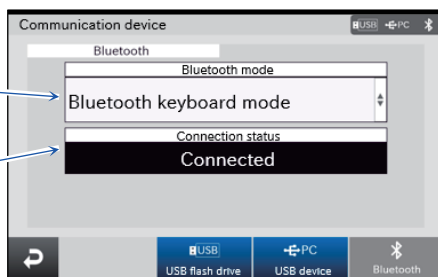 Communication device
USB PC
Bluetooth
Bluetooth mode
Bluetooth keyboard mode
Connection status
Connected
USB PC
USB flash drive USB device Bluetooth